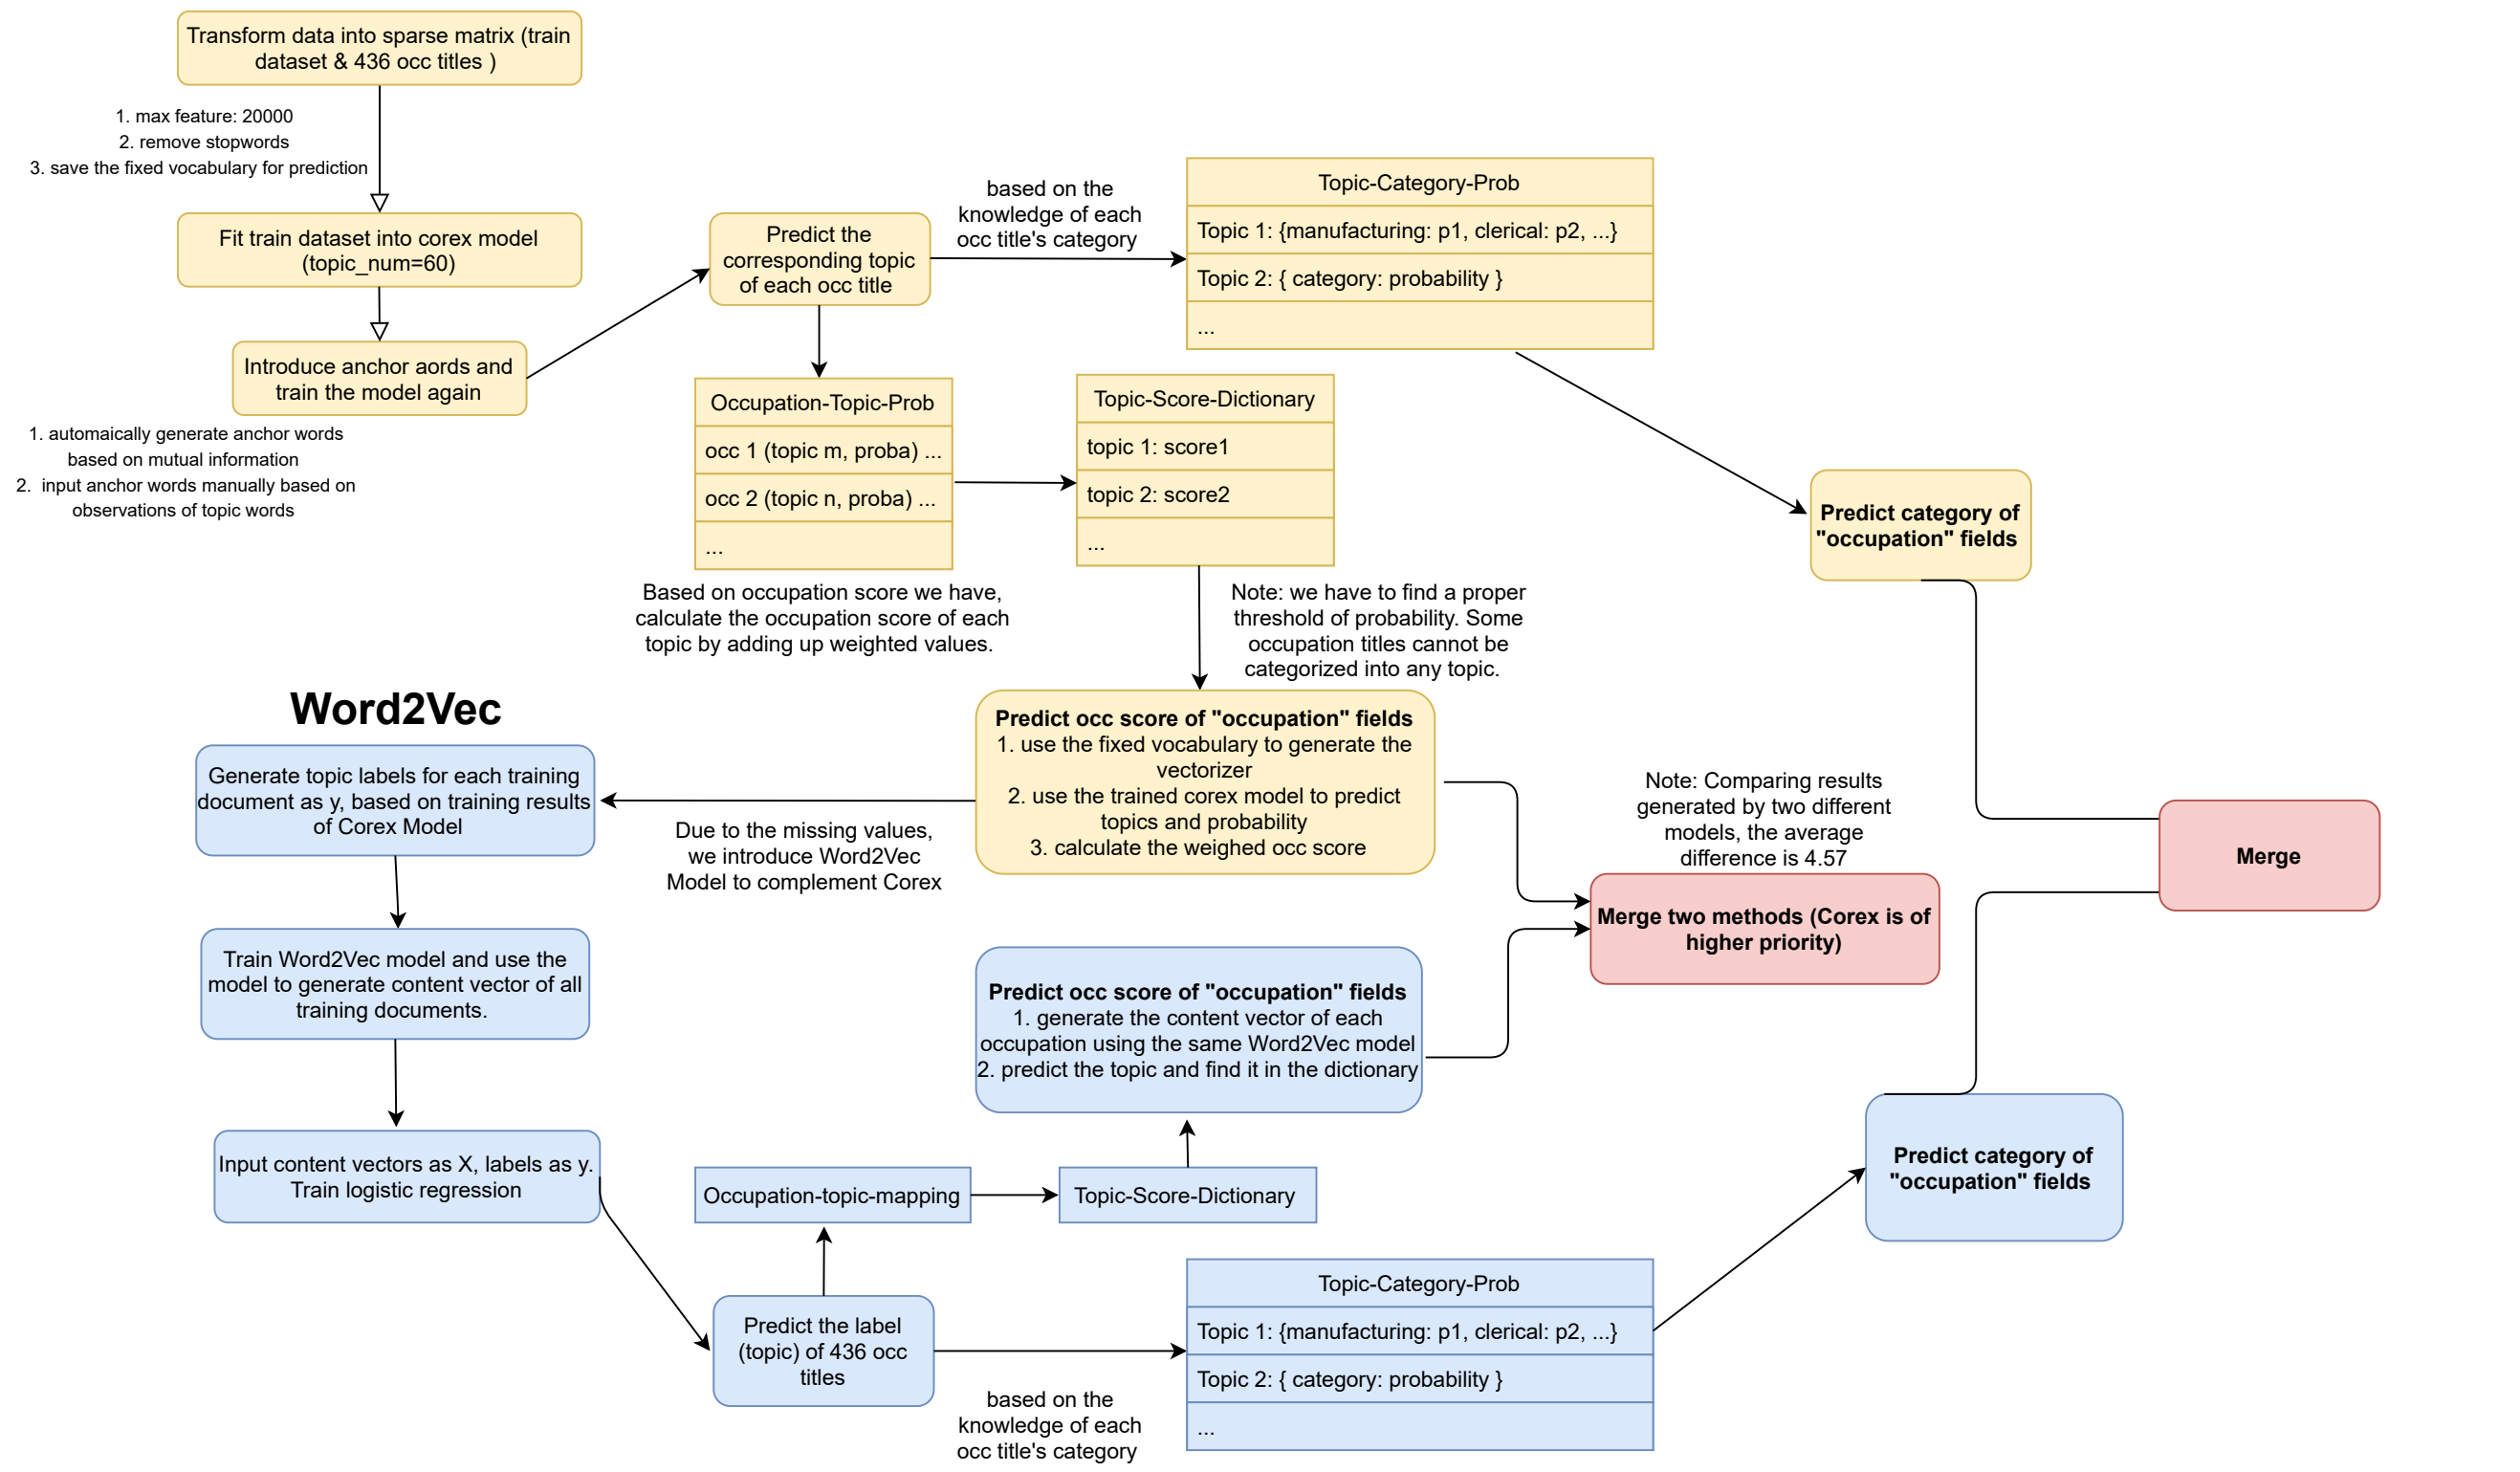 Transform data into sparse matrix (train
dataset & 436 occ titles )
1. max feature: 20000
2. remove stopwords
3. save the fixed vocabulary for prediction
Fit train dataset into corex model
(topic_num=60)
Introduce anchor aords and
train the model again
1. automaically generate anchor words
based on mutual information
2. input anchor words manually based on
observations of topic words
Predict the
corresponding topic
of each occ title
based on the
knowledge of each
occ title's category
Topic-Category-Prob
Topic 1: {manufacturing: p1, clerical: p2, ...}
Topic 2: { category: probability }
...
Occupation-Topic-Prob
occ 1 (topic m, proba) ...
occ 2 (topic n, proba) ...
...
Topic-Score-Dictionary
topic 1: score1
topic 2: score2
...
Based on occupation score we have,
calculate the occupation score of each
topic by adding up weighted values.
Note: we have to find a proper
threshold of probability. Some
occupation titles cannot be
categorized into any topic.
Predict category of
"occupation" fields
Predict occ score of "occupation" fields
1. use the fixed vocabulary to generate the
vectorizer
2. use the trained corex model to predict
topics and probability
3. calculate the weighed occ score
Due to the missing values,
we introduce Word2Vec
Model to complement Corex
Word2Vec
Generate topic labels for each training
document as y, based on training results
of Corex Model
Train Word2Vec model and use the
model to generate content vector of all
training documents.
Input content vectors as X, labels as y.
Train logistic regression
Predict the label
(topic) of 436 occ
titles
Occupation-topic-mapping
Topic-Score-Dictionary
Predict occ score of "occupation" fields
1. generate the content vector of each
occupation using the same Word2Vec model
2. predict the topic and find it in the dictionary
based on the
knowledge of each
occ title's category
Topic-Category-Prob
Topic 1: {manufacturing: p1, clerical: p2, ...}
Topic 2: { category: probability }
...
Note: Comparing results
generated by two different
models, the average
difference is 4.57
Merge two methods (Corex is of
higher priority)
Predict category of
"occupation" fields
Merge